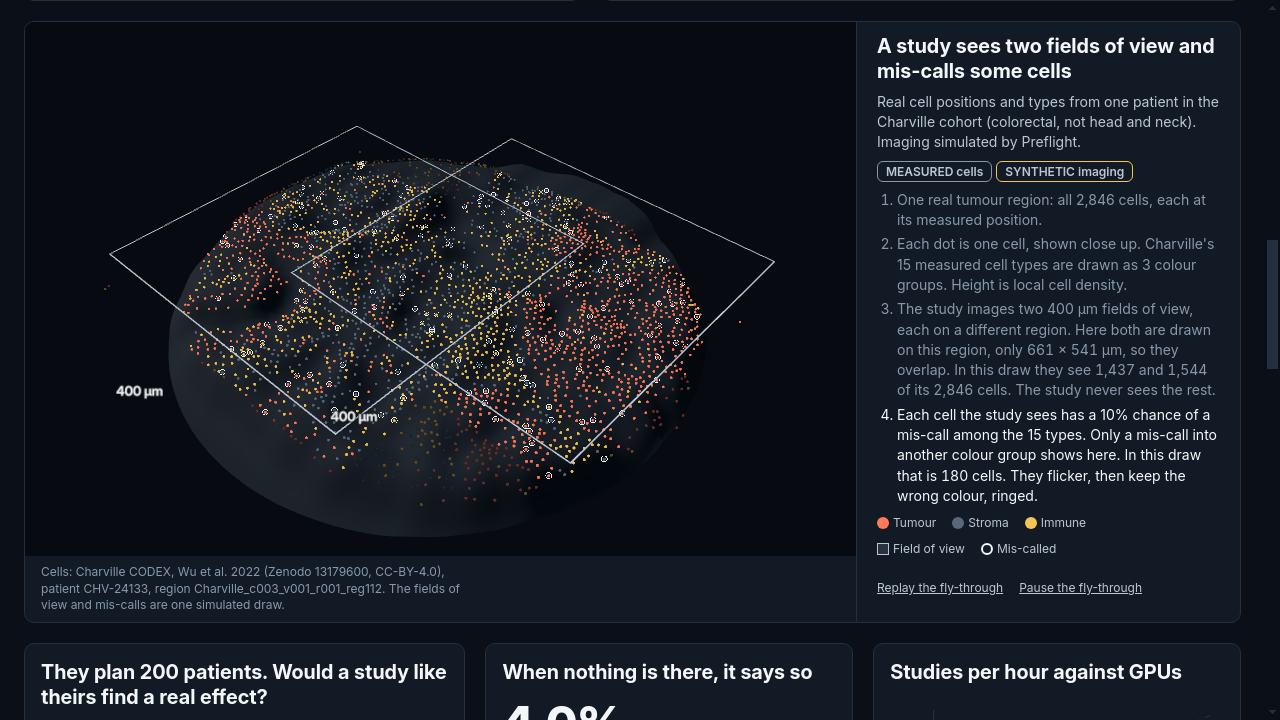 A study sees two fields of view and
mis-calls some cells
Real cell positions and types from one patient in the
Charville cohort (colorectal, not head and neck).
Imaging simulated by Preflight.
MEASURED cells
SYNTHETIC imaging
1. One real tumour region: all 2,846 cells, each at
its measured position.
2. Each dot is one cell, shown close up. Charville's
15 measured cell types are drawn as 3 colour
groups. Height is local cell density.
3. The study images two 400 µm fields of view,
each on a different region. Here both are drawn
on this region, only 661 × 541 µm, so they
overlap. In this draw they see 1,437 and 1,544
of its 2,846 cells. The study never sees the rest.
4. Each cell the study sees has a 10% chance of a
mis-call among the 15 types. Only a mis-call into
another colour group shows here. In this draw
that is 180 cells. They flicker, then keep the
wrong colour, ringed.
Tumour
Stroma
Immune
Field of view
Mis-called
Replay the fly-through
Pause the fly-through
400 µm
400 µm
Cells: Charville CODEX, Wu et al. 2022 (Zenodo 13179600, CC-BY-4.0),
patient CHV-24133, region Charville_c003_v001_r001_reg112. The fields of
view and mis-calls are one simulated draw.
They plan 200 patients. Would a study like
theirs find a real effect?
When nothing is there, it says so
4.0%
Studies per hour against GPUs